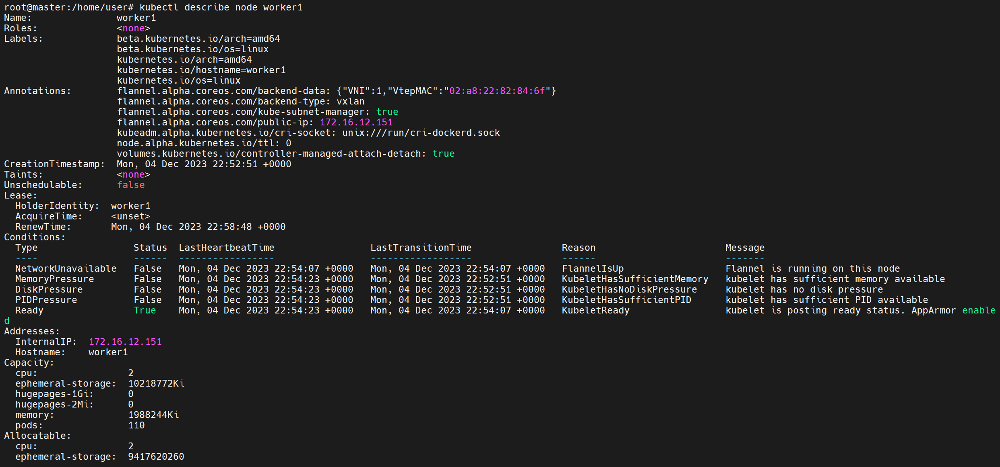 root@master:/home/user# kubectl describe node worker1
Name:               worker1
Roles:              <none>
Labels:             beta.kubernetes.io/arch=amd64
                    beta.kubernetes.io/os=linux
                    kubernetes.io/arch=amd64
                    kubernetes.io/hostname=worker1
                    kubernetes.io/os=linux
Annotations:        flannel.alpha.coreos.com/backend-data: {"VNI":1,"VtepMAC":"02:a8:22:82:84:6f"}
                    flannel.alpha.coreos.com/backend-type: vxlan
                    flannel.alpha.coreos.com/kube-subnet-manager: true
                    flannel.alpha.coreos.com/public-ip: 172.16.12.151
                    kubeadm.alpha.kubernetes.io/cri-socket: unix:///run/cri-dockerd.sock
                    node.alpha.kubernetes.io/ttl: 0
                    volumes.kubernetes.io/controller-managed-attach-detach: true
CreationTimestamp:  Mon, 04 Dec 2023 22:52:51 +0000
Taints:             <none>
Unschedulable:      false
Lease:
  HolderIdentity:  worker1
  AcquireTime:     <unset>
  RenewTime:       Mon, 04 Dec 2023 22:58:48 +0000
Conditions:
  Type                 Status  LastHeartbeatTime                 LastTransitionTime                Reason                       Message
  ----                 ------  -----------------                 ------------------                ------                       -------
  NetworkUnavailable   False   Mon, 04 Dec 2023 22:54:07 +0000   Mon, 04 Dec 2023 22:54:07 +0000   FlannelIsUp                  Flannel is running on this node
  MemoryPressure       False   Mon, 04 Dec 2023 22:54:23 +0000   Mon, 04 Dec 2023 22:52:51 +0000   KubeletHasSufficientMemory   kubelet has sufficient memory available
  DiskPressure         False   Mon, 04 Dec 2023 22:54:23 +0000   Mon, 04 Dec 2023 22:52:51 +0000   KubeletHasNoDiskPressure     kubelet has no disk pressure
  PIDPressure          False   Mon, 04 Dec 2023 22:54:23 +0000   Mon, 04 Dec 2023 22:52:51 +0000   KubeletHasSufficientPID      kubelet has sufficient PID available
  Ready                True    Mon, 04 Dec 2023 22:54:23 +0000   Mon, 04 Dec 2023 22:54:07 +0000   KubeletReady                 kubelet is posting ready status. AppArmor enable
d
Addresses:
  InternalIP:  172.16.12.151
  Hostname:    worker1
Capacity:
  cpu:                2
  ephemeral-storage:  10218772Ki
  hugepages-1Gi:      0
  hugepages-2Mi:      0
  memory:             1988244Ki
  pods:               110
Allocatable:
  cpu:                2
  ephemeral-storage:  9417620260